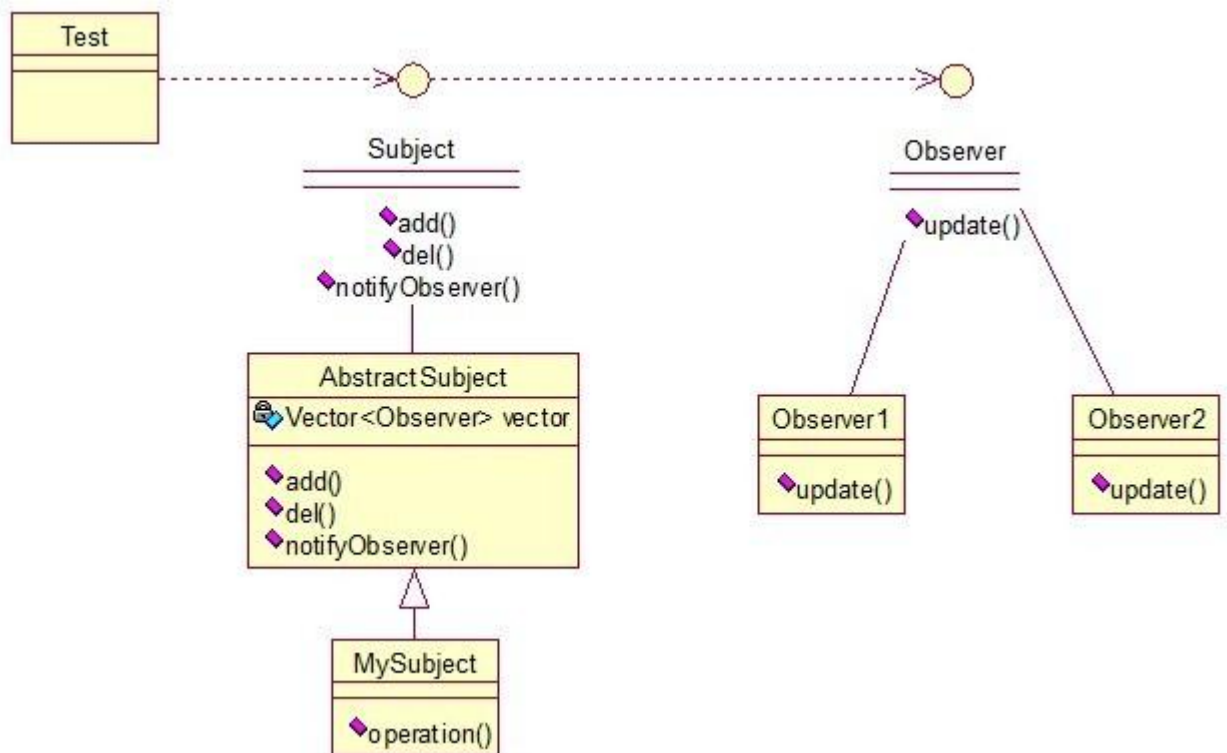 Test
Subject
add()
del()
notifyObserver()
AbstractSubject
Vector<Observer> vector
add()
del()
notifyObserver()
MySubject
operation()
Observer
update()
Observer1
update()
Observer2
update()